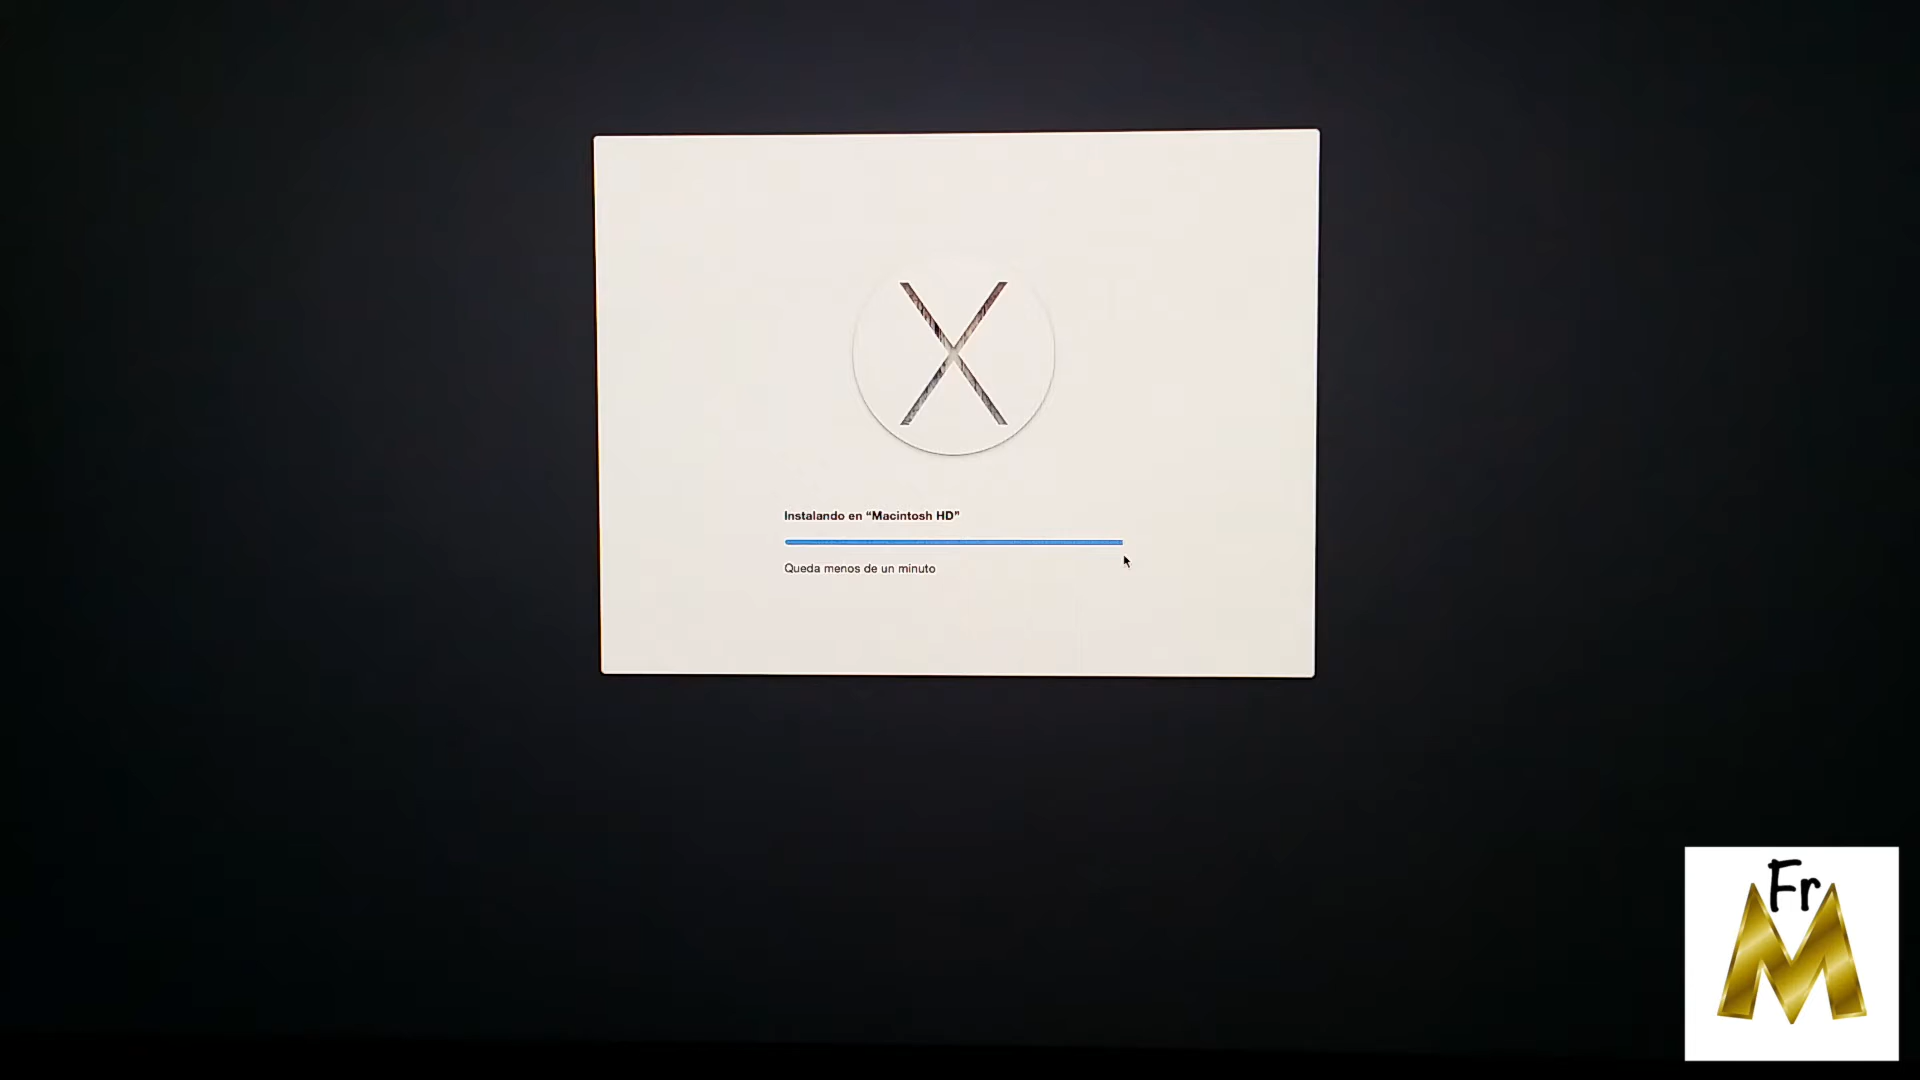 X
Instalando en “Macintosh HD”
Queda menos de un minuto
Fr
M